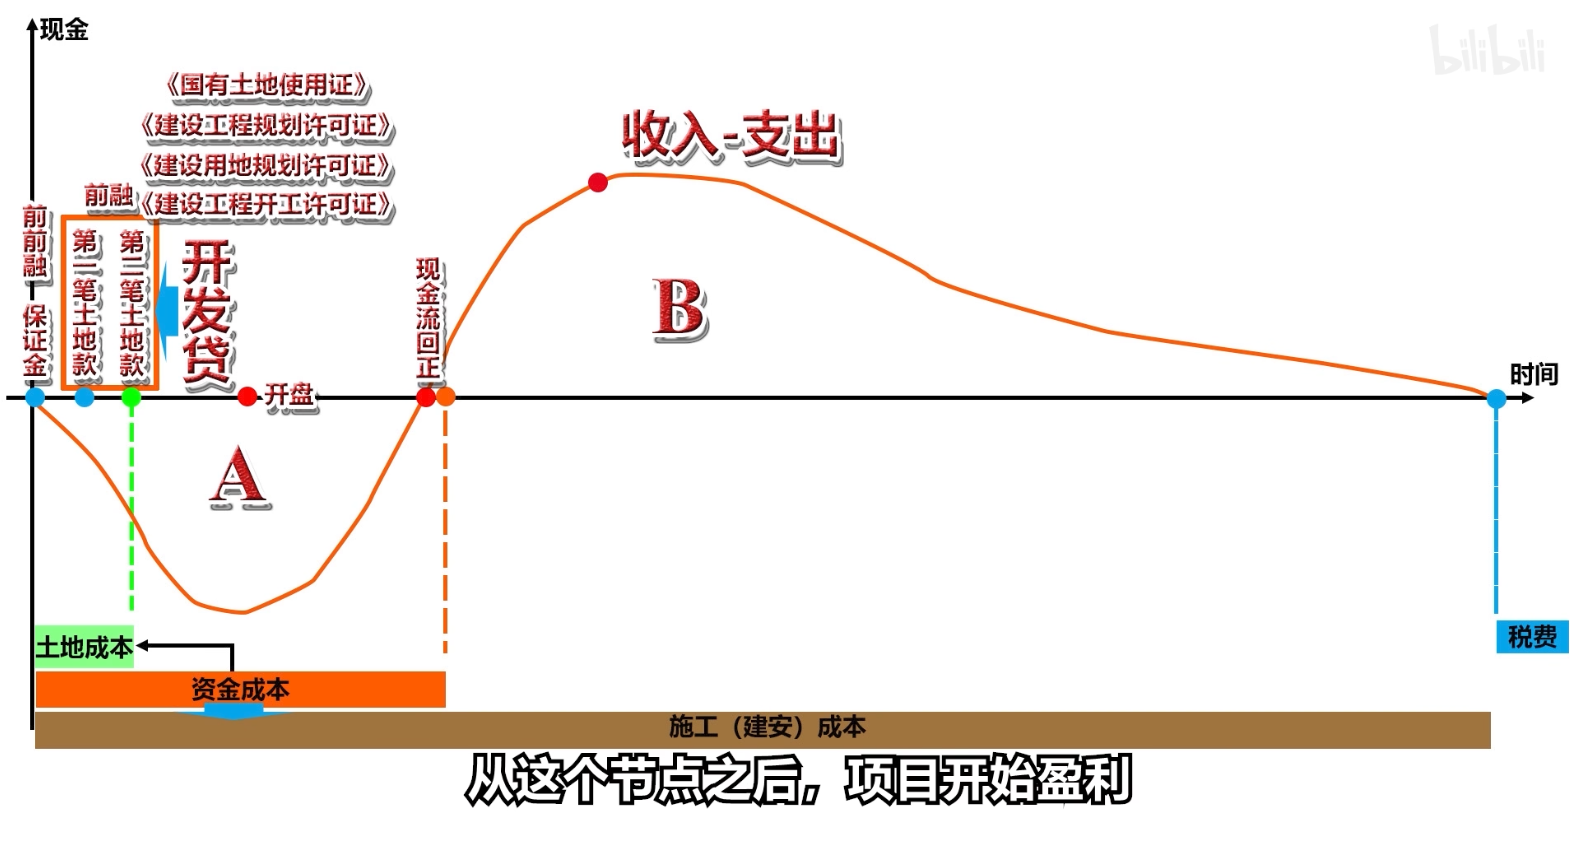 现金
bilibili
《国有土地使用证》
《建设工程规划许可证》
《建设用地规划许可证》
《建设工程开工许可证》
收入-支出
前融
前前融
保证金
第一笔土地款
第二笔土地款
开发贷
现金流回正
B
时间
开盘
A
土地成本
税费
资金成本
施工（建安）成本
从这个节点之后，项目开始盈利